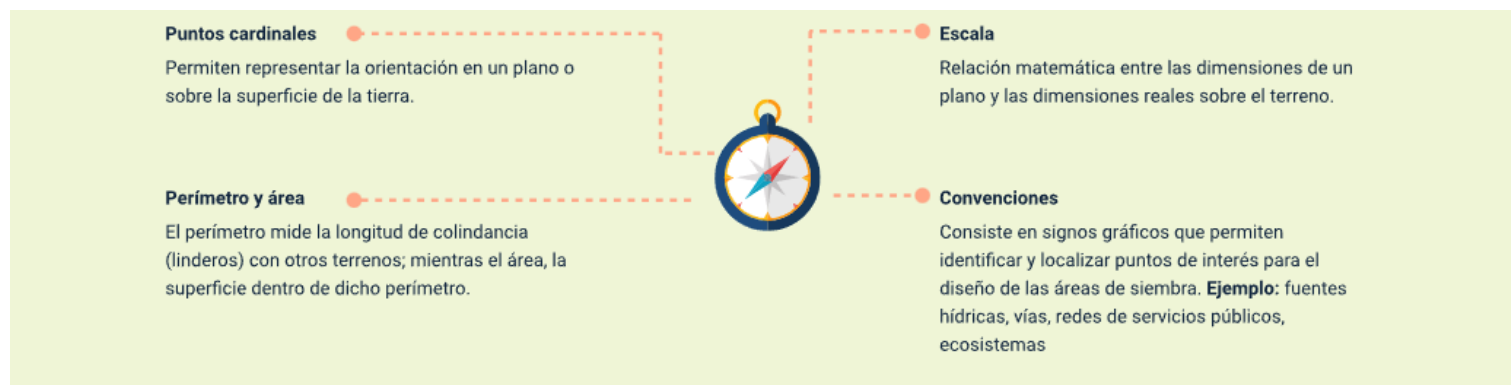 Puntos cardinales
Permiten representar la orientación en un plano o
sobre la superficie de la tierra.
Escala
Relación matemática entre las dimensiones de un
plano y las dimensiones reales sobre el terreno.
Perímetro y área
El perímetro mide la longitud de colindancia
(linderos) con otros terrenos; mientras el área, la
superficie dentro de dicho perímetro.
Convenciones
Consiste en signos gráficos que permiten
identificar y localizar puntos de interés para el
diseño de las áreas de siembra. Ejemplo: fuentes
hídricas, vías, redes de servicios públicos,
ecosistemas